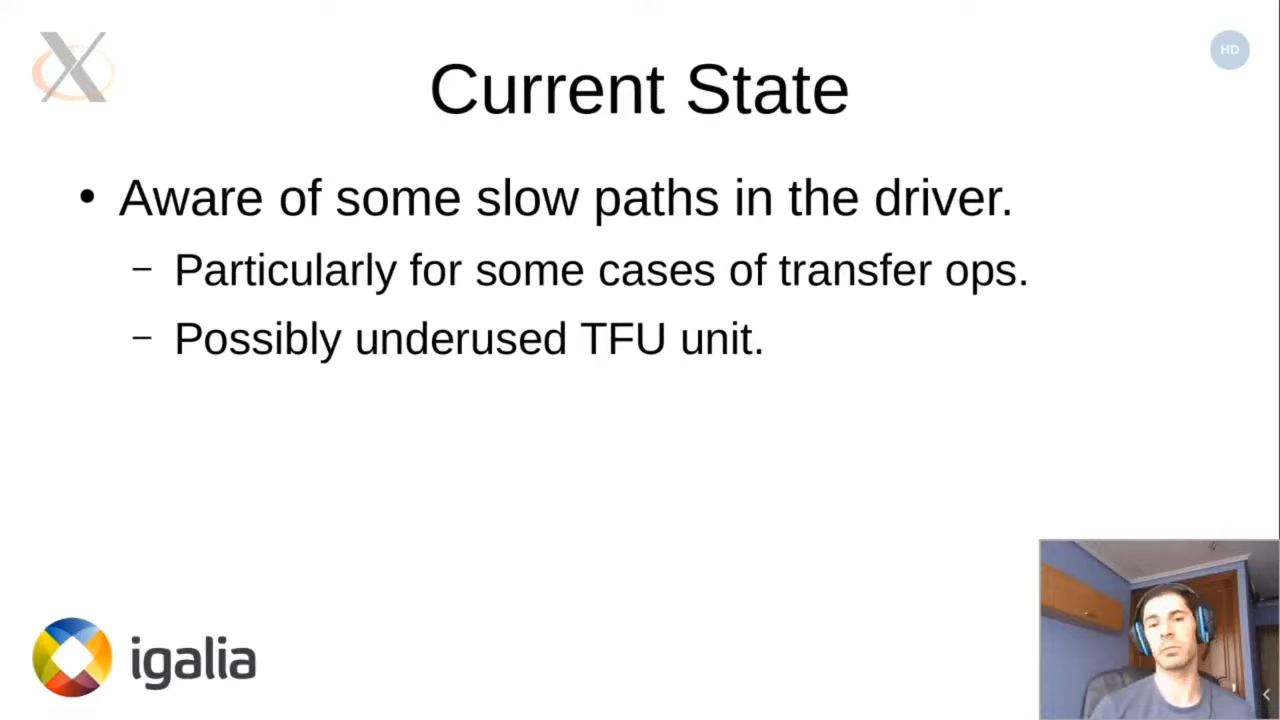 HD
Current State
• Aware of some slow paths in the driver.
– Particularly for some cases of transfer ops.
– Possibly underused TFU unit.
igalia